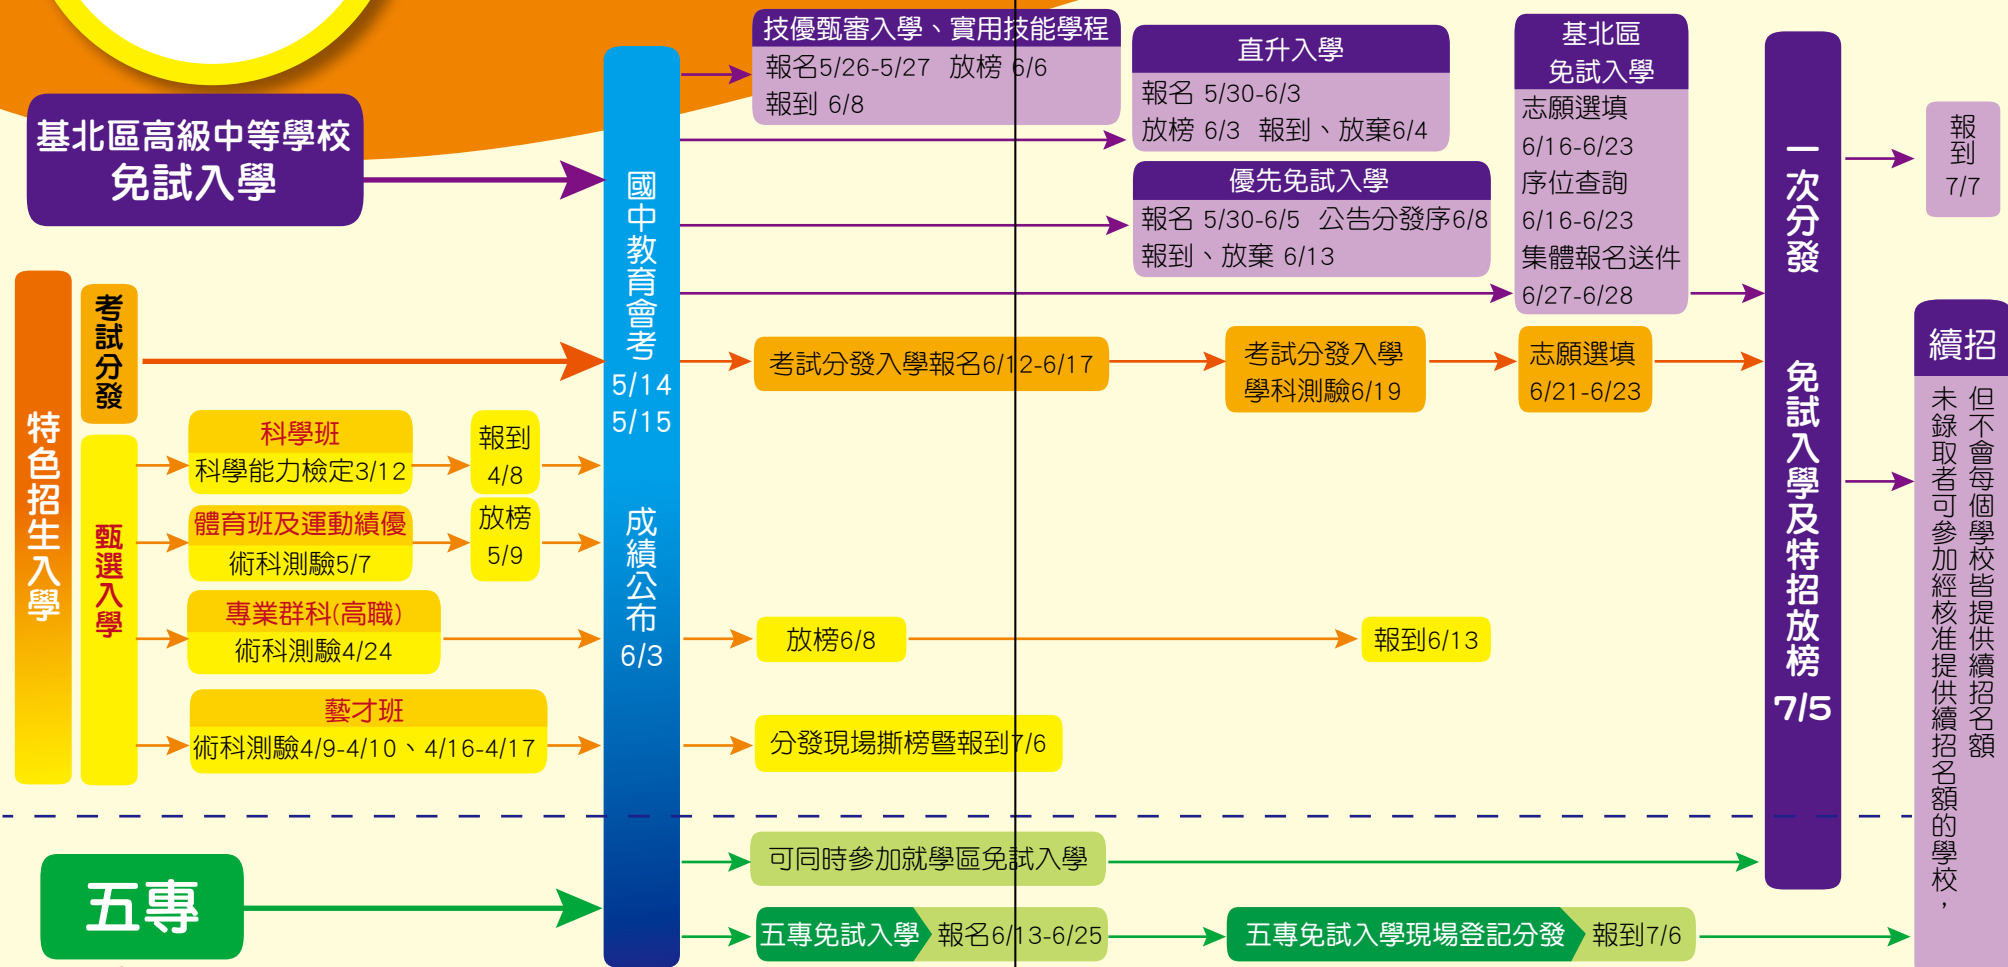 基北區高級中等學校
免試入學
特色招生入學
考試分發
甄選入學
科學班
科學能力檢定3/12
報到
4/8
體育班及運動績優
術科測驗5/7
放榜
5/9
專業群科(高職)
術科測驗4/24
藝才班
術科測驗4/9-4/10、4/16-4/17
國中教育會考
5/14
5/15
成績公布
6/3
技優甄審入學、實用技能學程
報名5/26-5/27 放榜 6/6
報到 6/8
直升入學
報名 5/30-6/3
放榜 6/3 報到、放棄6/4
優先免試入學
報名 5/30-6/5 公告分發序6/8
報到、放棄 6/13
基北區
免試入學
志願選填
6/16-6/23
序位查詢
6/16-6/23
集體報名送件
6/27-6/28
考試分發入學報名6/12-6/17
考試分發入學
學科測驗6/19
志願選填
6/21-6/23
放榜6/8
報到6/13
分發現場撕榜暨報到7/6
一次分發
免試入學及特招放榜
7/5
報到
7/7
續招
未錄取者可參加經核准提供續招名額的學校，
但不會每個學校皆提供續招名額
五專
可同時參加就學區免試入學
五專免試入學 報名6/13-6/25
五專免試入學現場登記分發 報到7/6